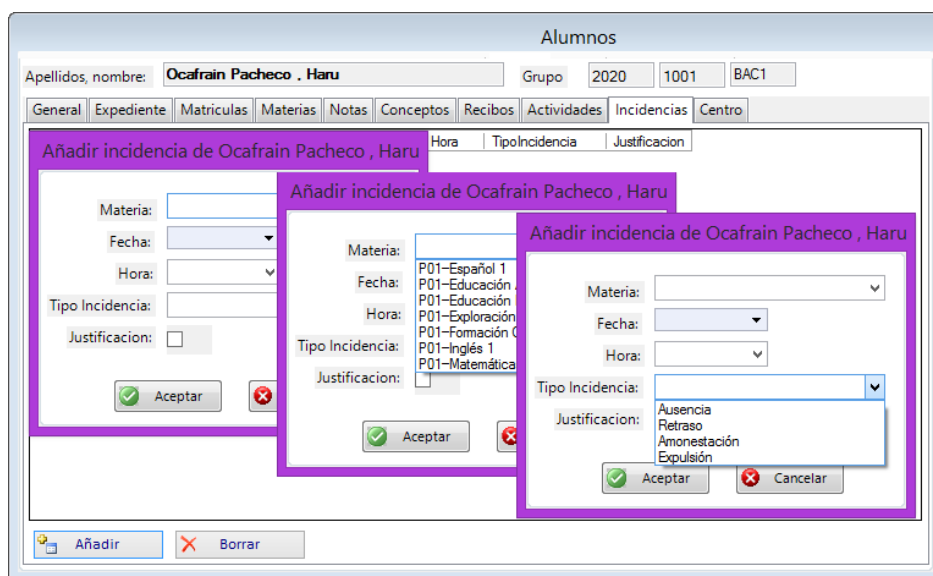 Alumnos
Apellidos, nombre: Ocafrain Pacheco , Haru Grupo 2020 1001 BAC1
General Expediente Matriculas Materias Notas Conceptos Recibos Actividades Incidencias Centro
Hora TipoIncidencia Justificacion
Añadir incidencia de Ocafrain Pacheco , Haru
Materia:
Fecha:
Hora:
Tipo Incidencia:
Justificacion:
Aceptar
Añadir incidencia de Ocafrain Pacheco , Haru
Materia:
Fecha:
Hora:
Tipo Incidencia:
Justificacion:
P01-Español 1
P01-Educación
P01-Educación
P01-Exploración
P01-Formación
P01-Inglés 1
P01-Matemática
Aceptar
Añadir incidencia de Ocafrain Pacheco , Haru
Materia:
Fecha:
Hora:
Tipo Incidencia:
Justificacion:
Ausencia
Retraso
Amonestación
Expulsión
Aceptar Cancelar
Añadir Borrar